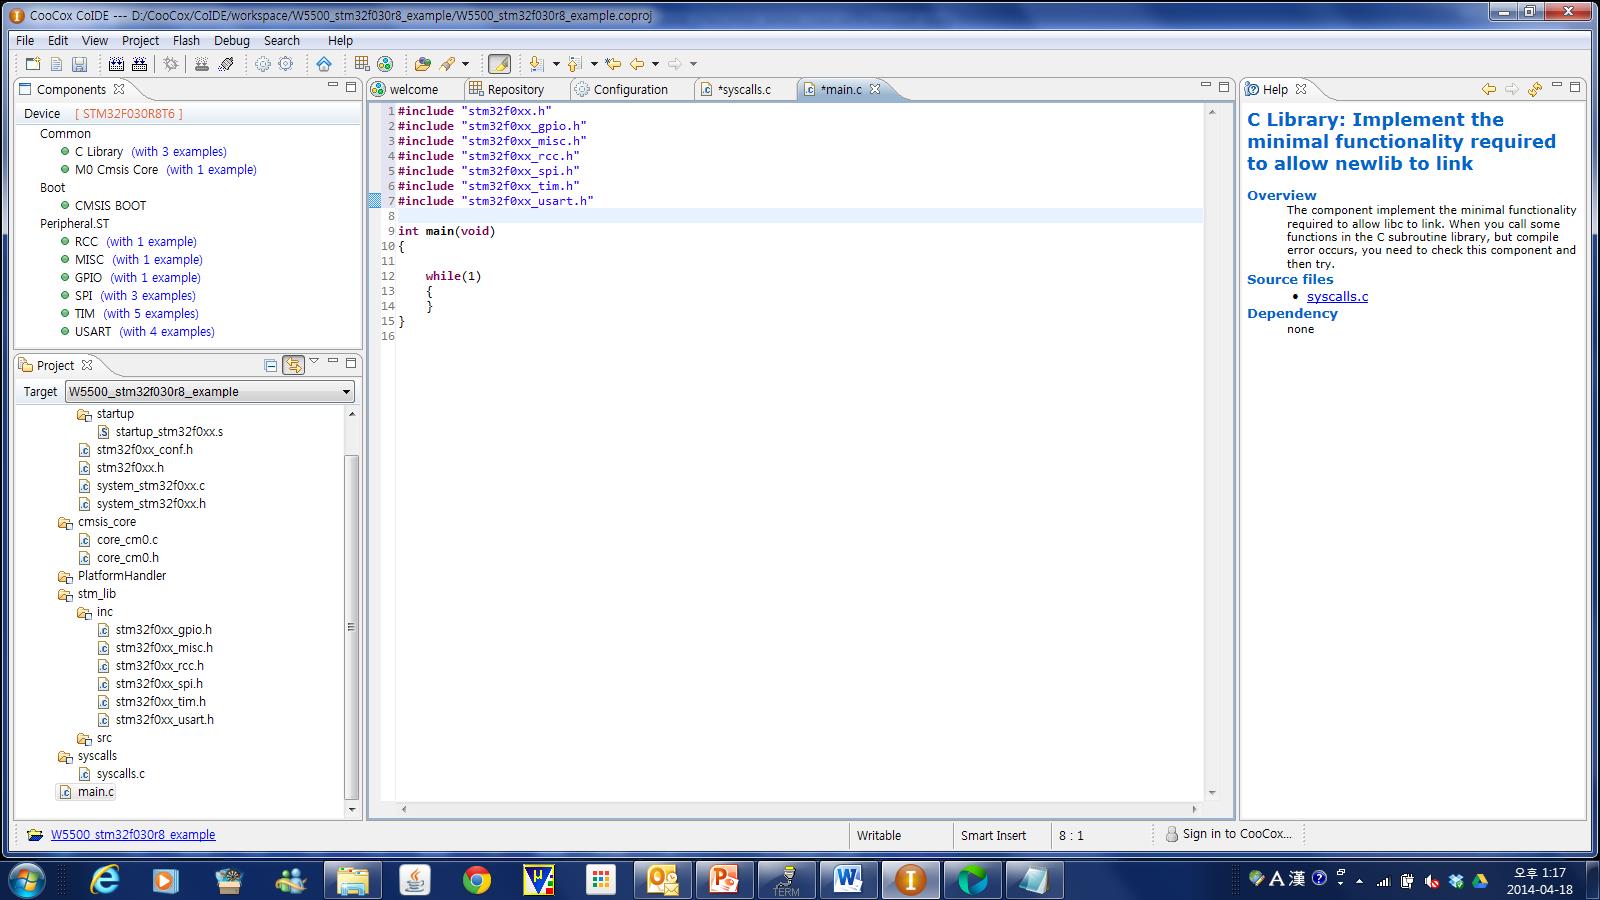 CooCox CoIDE --- D:/CooCox/CoIDE/workspace/W5500_stm32f030r8_example/W5500_stm32f030r8_example.coproj
File Edit View Project Flash Debug Search Help
Components
Device [ STM32F030R8T6 ]
Common
C Library (with 3 examples)
M0 Cmsis Core (with 1 example)
Boot
CMSIS BOOT
Peripheral.ST
RCC (with 1 example)
MISC (with 1 example)
GPIO (with 1 example)
SPI (with 3 examples)
TIM (with 5 examples)
USART (with 4 examples)
Project
Target W5500_stm32f030r8_example
startup
startup_stm32f0xx.s
stm32f0xx_conf.h
stm32f0xx.h
system_stm32f0xx.c
system_stm32f0xx.h
cmsis_core
core_cm0.c
core_cm0.h
PlatformHandler
stm_lib
inc
stm32f0xx_gpio.h
stm32f0xx_misc.h
stm32f0xx_rcc.h
stm32f0xx_spi.h
stm32f0xx_tim.h
stm32f0xx_usart.h
src
syscalls
syscalls.c
main.c
welcome Repository Configuration *syscalls.c *main.c
1 #include "stm32f0xx.h"
2 #include "stm32f0xx_gpio.h"
3 #include "stm32f0xx_misc.h"
4 #include "stm32f0xx_rcc.h"
5 #include "stm32f0xx_spi.h"
6 #include "stm32f0xx_tim.h"
7 #include "stm32f0xx_usart.h"
8
9 int main(void)
10 {
11
12 while(1)
13 {
14 }
15 }
16
Help
C Library: Implement the
minimal functionality required
to allow newlib to link
Overview
The component implement the minimal functionality
required to allow libc to link. When you call some
functions in the C subroutine library, but compile
error occurs, you need to check this component and
then try.
Source files
• syscalls.c
Dependency
none
W5500_stm32f030r8_example Writable Smart Insert 8 : 1 Sign in to CooCox...
TERM
A 漢
오후 1:17
2014-04-18